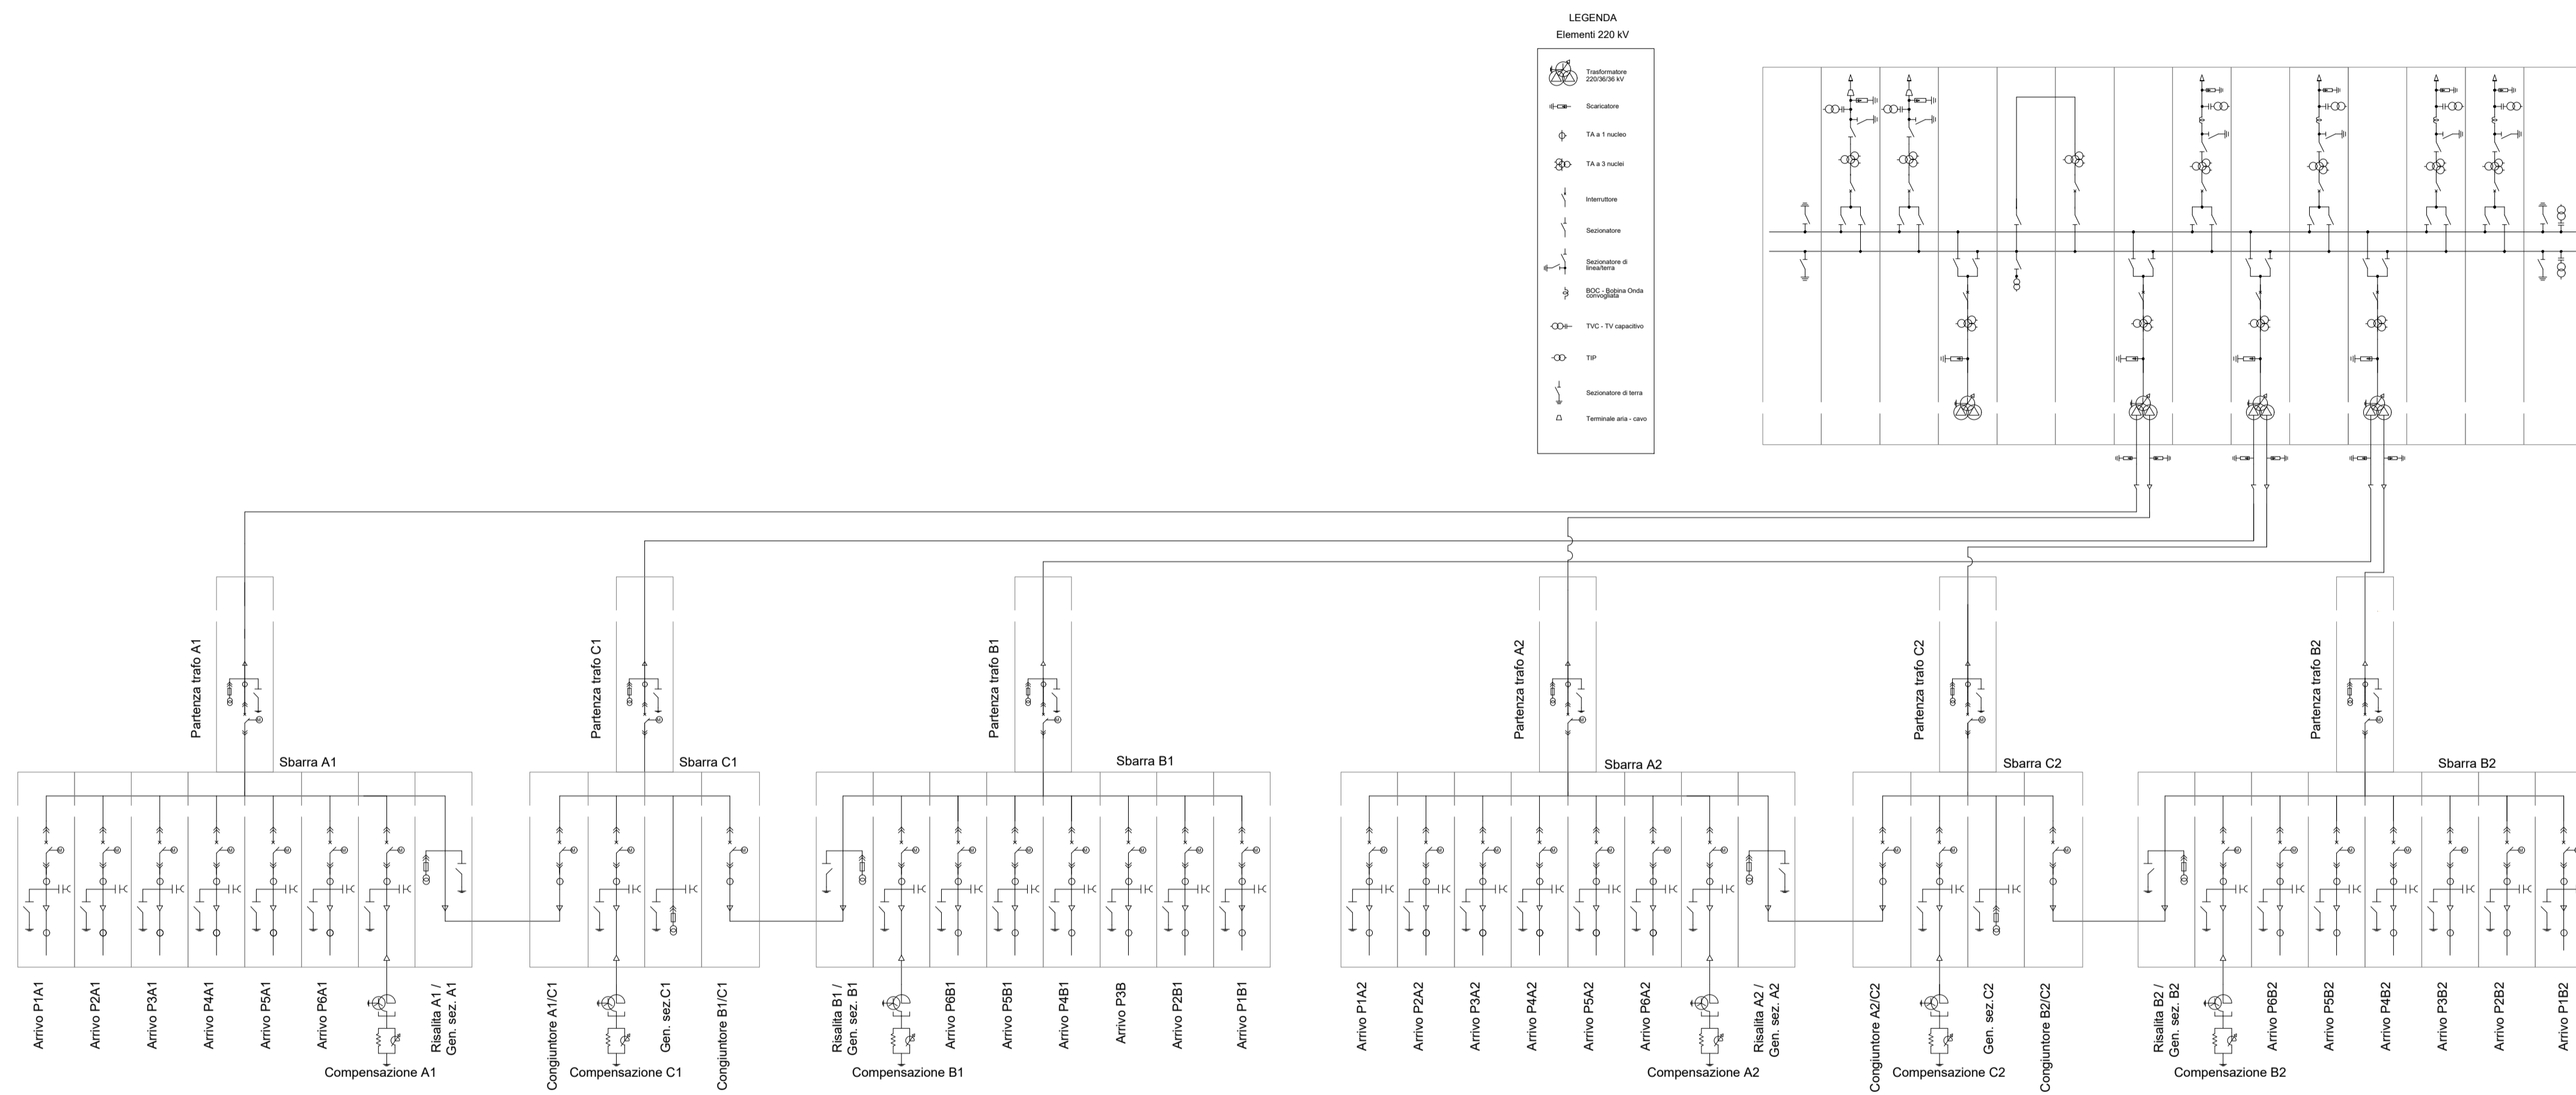 LEGENDA
Elementi 220 kV
Trasformatore
220/36/36 kV
Scaricatore
TA a 1 nucleo
TA a 3 nuclei
Interruttore
Sezionatore
Sezionatore di
linea/terra
BOC - Bobina Onda
convogliata
TVC - TV capacitivo
TIP
Sezionatore di terra
Terminale aria - cavo
Partenza trafo A1
Partenza trafo C1
Partenza trafo B1
Partenza trafo A2
Partenza trafo C2
Partenza trafo B2
Sbarra A1
Sbarra C1
Sbarra B1
Sbarra A2
Sbarra C2
Sbarra B2
Arrivo P1A1
Arrivo P2A1
Arrivo P3A1
Arrivo P4A1
Arrivo P5A1
Arrivo P6A1
Compensazione A1
Risalita A1 /
Gen. sez. A1
Congiuntore A1/C1
Compensazione C1
Gen. sez.C1
Congiuntore B1/C1
Risalita B1 /
Gen. sez. B1
Compensazione B1
Arrivo P6B1
Arrivo P5B1
Arrivo P4B1
Arrivo P3B
Arrivo P2B1
Arrivo P1B1
Arrivo P1A2
Arrivo P2A2
Arrivo P3A2
Arrivo P4A2
Arrivo P5A2
Arrivo P6A2
Compensazione A2
Risalita A2 /
Gen. sez. A2
Congiuntore A2/C2
Compensazione C2
Gen. sez.C2
Congiuntore B2/C2
Risalita B2 /
Gen. sez. B2
Compensazione B2
Arrivo P6B2
Arrivo P5B2
Arrivo P4B2
Arrivo P3B2
Arrivo P2B2
Arrivo P1B2